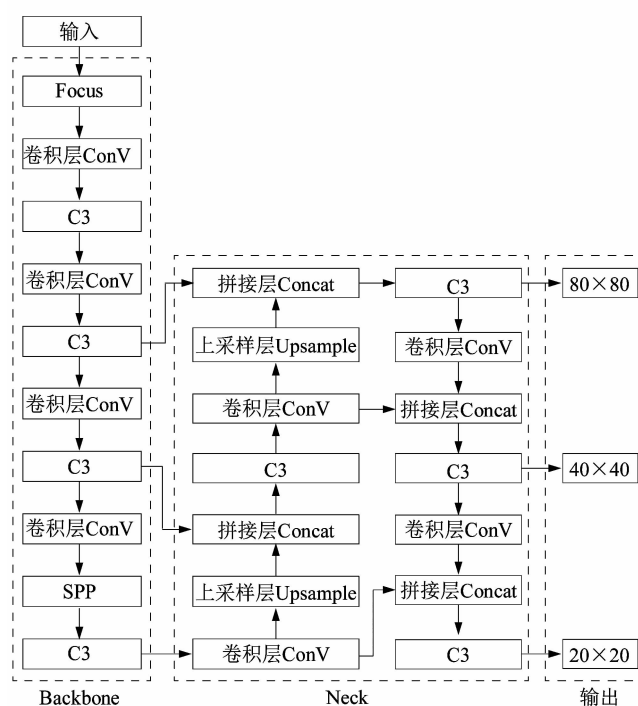 输入
Focus
卷积层ConV
C3
卷积层ConV
C3
卷积层ConV
C3
卷积层ConV
SPP
C3
Backbone
拼接层Concat
上采样层Upsample
卷积层ConV
C3
拼接层Concat
上采样层Upsample
卷积层ConV
C3
卷积层ConV
拼接层Concat
C3
卷积层ConV
拼接层Concat
C3
Neck
80×80
40×40
20×20
输出